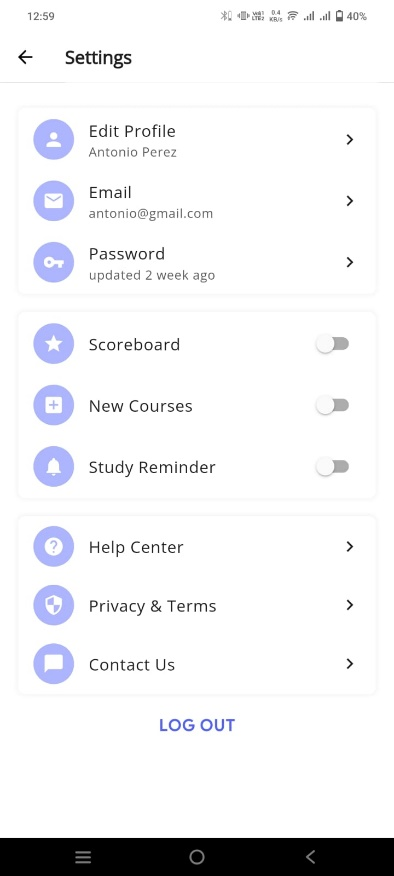 12:59
Vo1 LTE2
0.4 KB/s
40%
Settings
Edit Profile
Antonio Perez
Email
antonio@gmail.com
Password
updated 2 week ago
Scoreboard
New Courses
Study Reminder
Help Center
Privacy & Terms
Contact Us
LOG OUT